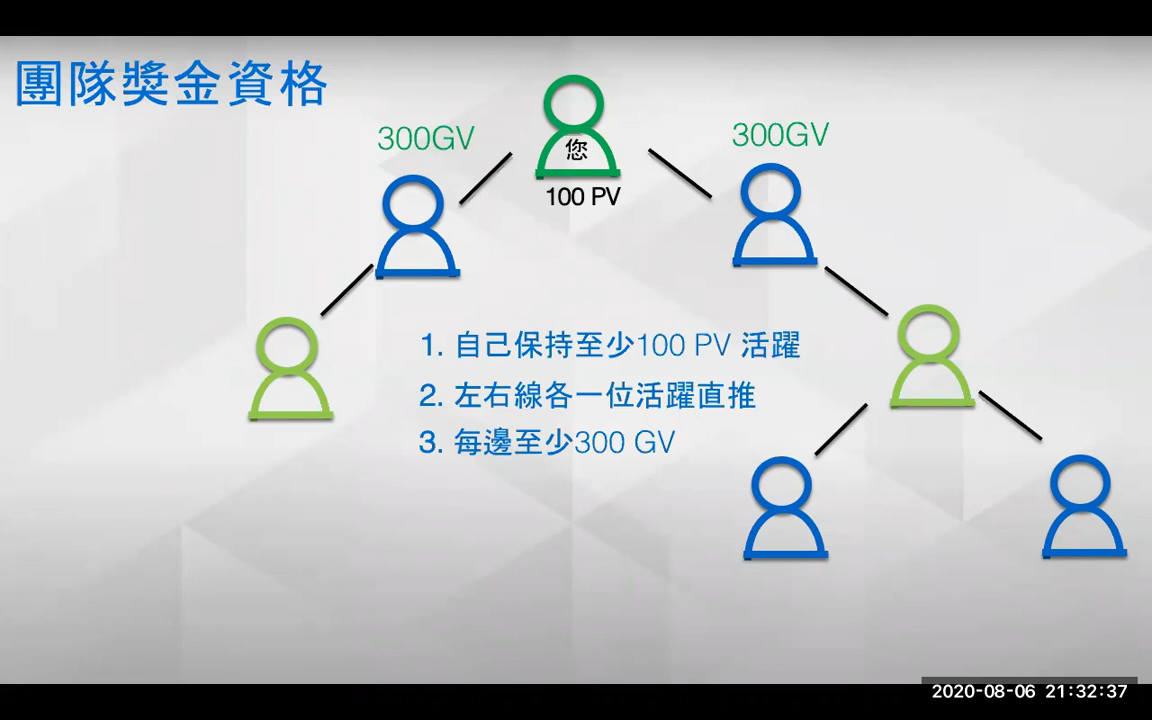 團隊獎金資格
300GV
300GV
您
100 PV
1. 自己保持至少100 PV 活躍
2. 左右線各一位活躍直推
3. 每邊至少300 GV
2020-08-06 21:32:37